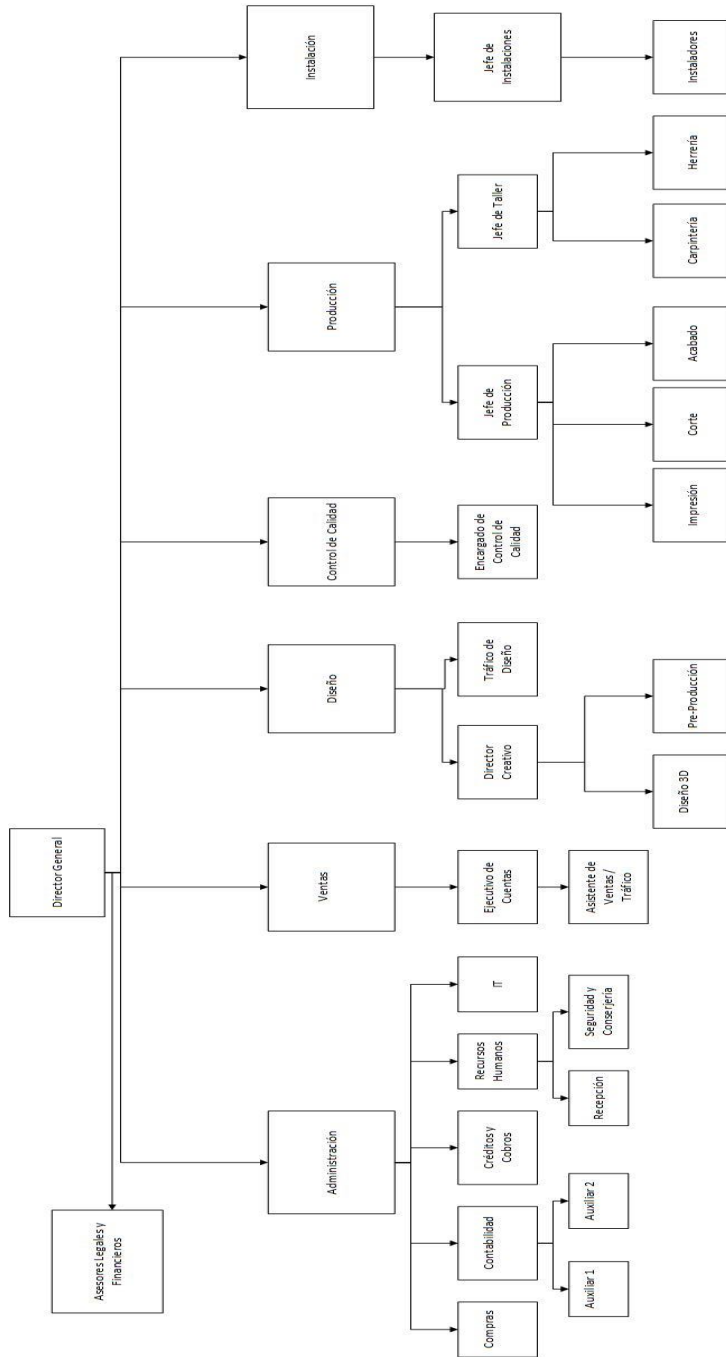 Director General
Asesores Legales y
Financieros
Administración
Ventas
Diseño
Control de Calidad
Producción
Instalación
Compras
Contabilidad
Créditos y
Cobros
Recursos
Humanos
IT
Ejecutivo de
Cuentas
Director
Creativo
Tráfico de
Diseño
Encargado de
Control de
Calidad
Jefe de
Producción
Jefe de Taller
Jefe de
Instalaciones
Auxiliar 1
Auxiliar 2
Recepción
Seguridad y
Conserjería
Asistente de
Ventas /
Tráfico
Diseño 3D
Pre-Producción
Impresión
Corte
Acabado
Carpintería
Herrería
Instaladores